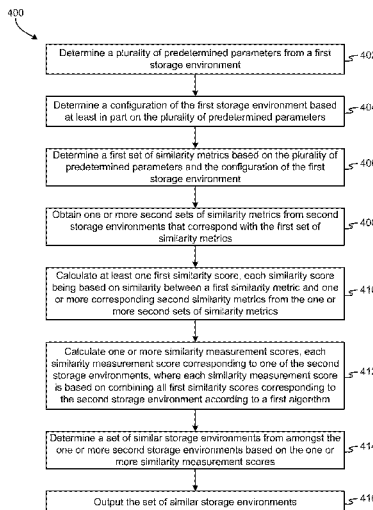 400
Determine a plurality of predetermined parameters from a first
storage environment
402
Determine a configuration of the first storage environment based
at least in part on the plurality of predetermined parameters
404
Determine a first set of similarity metrics based on the plurality of
predetermined parameters and the configuration of the first
storage environment
406
Obtain one or more second sets of similarity metrics from second
storage environments that correspond with the first set of
similarity metrics
408
Calculate at least one first similarity score, each similarity score
being based on similarity between a first similarity metric and one
or more corresponding second similarity metrics from the one or
more second sets of similarity metrics
410
Calculate one or more similarity measurement scores, each
similarity measurement score corresponding to one of the second
storage environments, where each similarity measurement score
is based on combining all first similarity scores corresponding to
the second storage environment according to a first algorithm
412
Determine a set of similar storage environments from amongst the
one or more second storage environments based on the one or
more similarity measurement scores
414
Output the set of similar storage environments
416